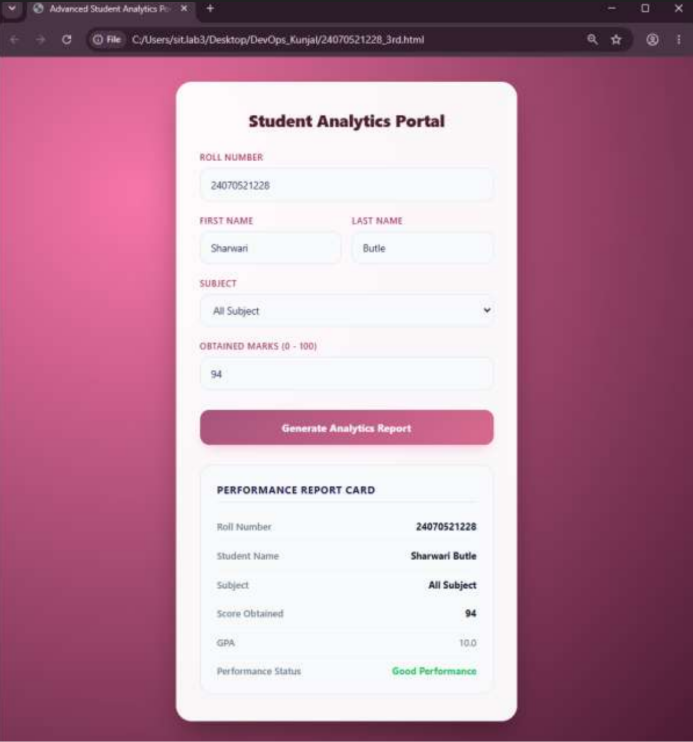 Advanced Student Analytics Po
File C:/Users/sit.lab3/Desktop/DevOps_Kunjal/24070521228_3rd.html
Student Analytics Portal
ROLL NUMBER
24070521228
FIRST NAME LAST NAME
Sharwari Butle
SUBJECT
All Subject
OBTAINED MARKS (0 - 100)
94
Generate Analytics Report
PERFORMANCE REPORT CARD
Roll Number 24070521228
Student Name Sharwari Butle
Subject All Subject
Score Obtained 94
GPA 10.0
Performance Status Good Performance